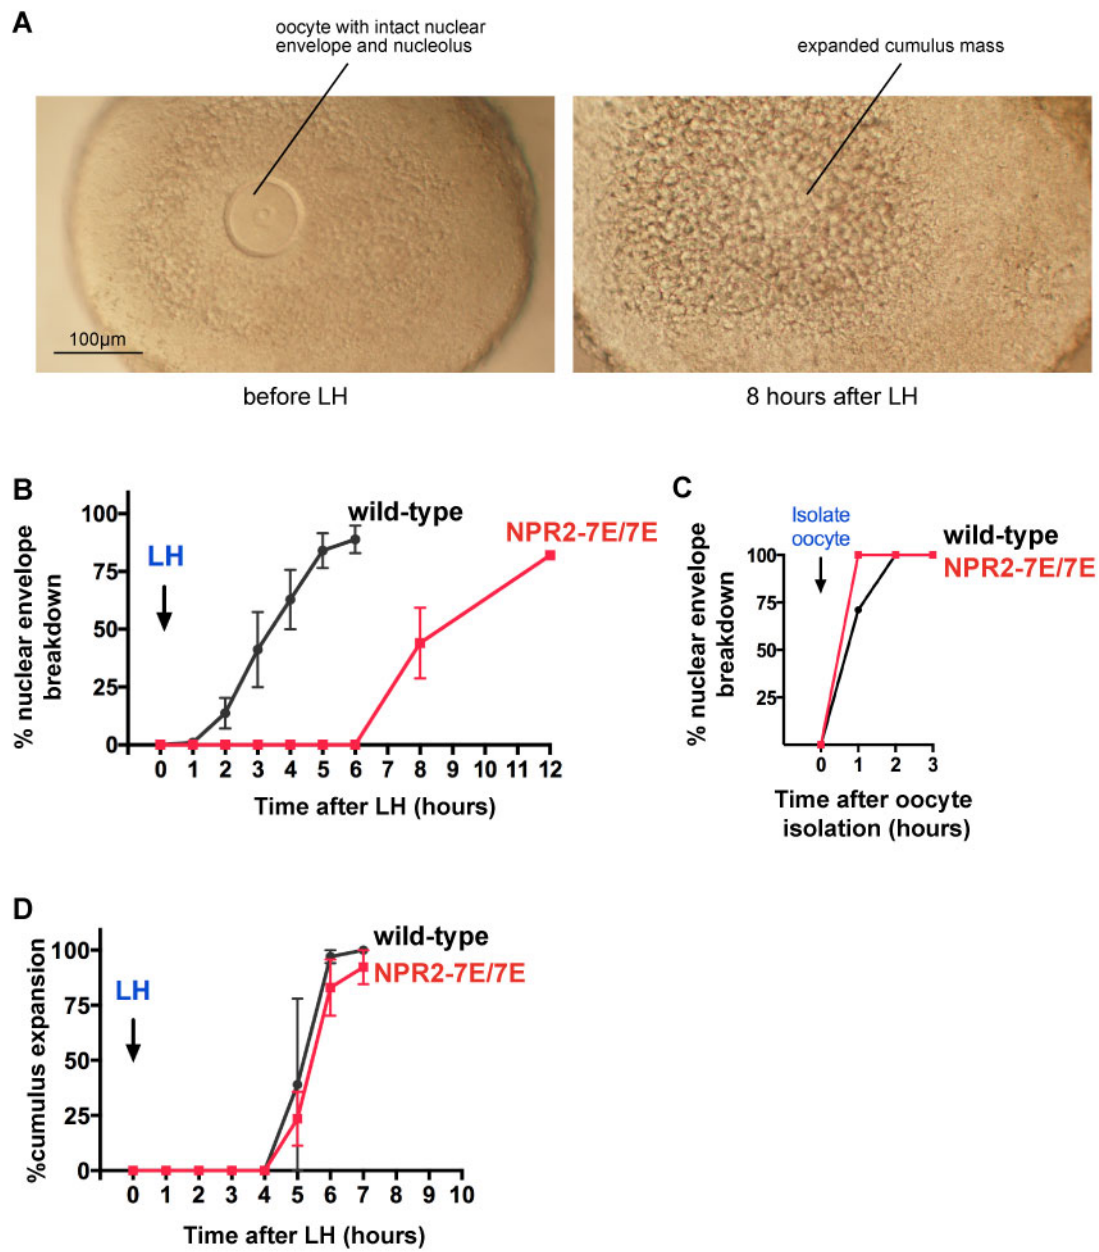 A
oocyte with intact nuclear
envelope and nucleolus
expanded cumulus mass
100µm
before LH
8 hours after LH
B
% nuclear envelope
breakdown
100
75
50
25
0
LH
wild-type
NPR2-7E/7E
0 1 2 3 4 5 6 7 8 9 10 11 12
Time after LH (hours)
C
% nuclear envelope
breakdown
100
75
50
25
Isolate
oocyte
wild-type
NPR2-7E/7E
0 1 2 3
Time after oocyte
isolation (hours)
D
%cumulus expansion
100
75
50
25
0
LH
wild-type
NPR2-7E/7E
0 1 2 3 4 5 6 7 8 9 10
Time after LH (hours)